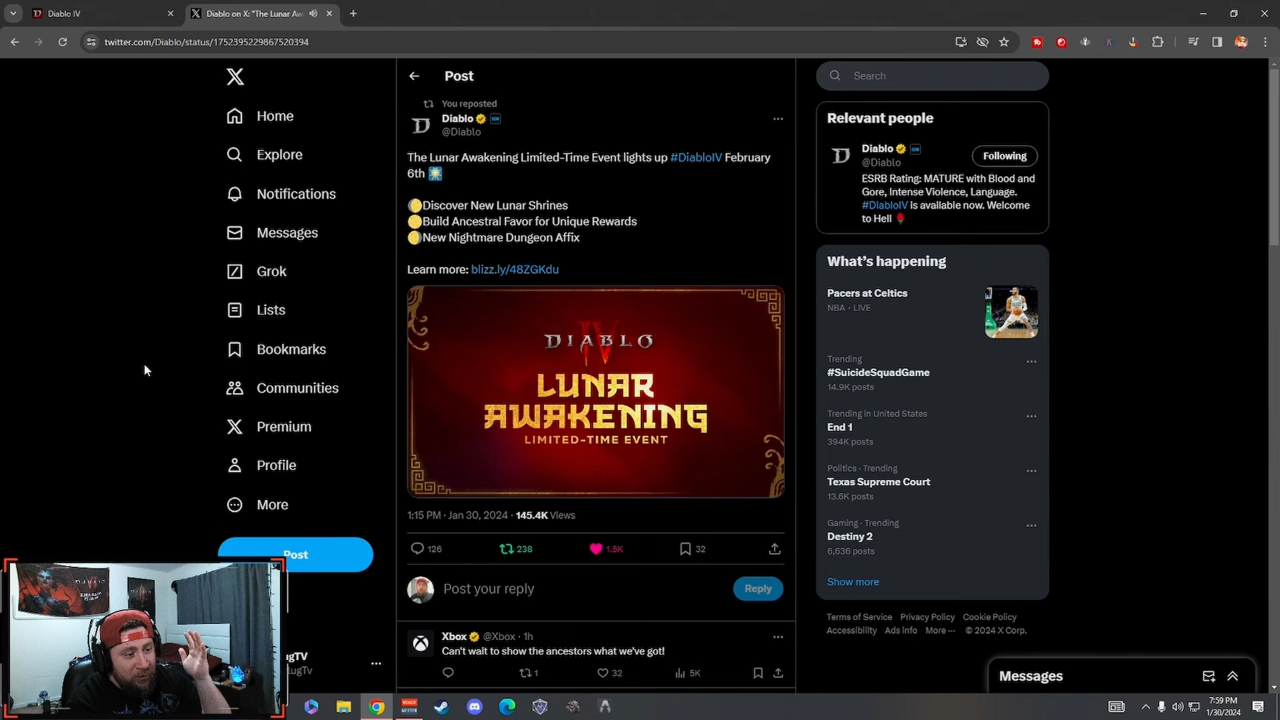 Diablo IV
Diablo on X: "The Lunar Aw
twitter.com/Diablo/status/1752395229867520394
Home
Explore
Notifications
Messages
Grok
Lists
Bookmarks
Communities
Premium
Profile
More
Post
Post
You reposted
Diablo
@Diablo
The Lunar Awakening Limited-Time Event lights up #DiabloIV February
6th
Discover New Lunar Shrines
Build Ancestral Favor for Unique Rewards
New Nightmare Dungeon Affix
Learn more: blizz.ly/48ZGKdu
DIABLO
IV
LUNAR
AWAKENING
LIMITED-TIME EVENT
1:15 PM · Jan 30, 2024 · 145.4K Views
126
238
1.5K
32
Post your reply
Reply
Xbox @Xbox · 1h
Can't wait to show the ancestors what we've got!
1
32
5K
Search
Relevant people
Diablo
@Diablo
Following
ESRB Rating: MATURE with Blood and
Gore, Intense Violence, Language.
#DiabloIV is available now. Welcome
to Hell
What's happening
Pacers at Celtics
NBA · LIVE
Trending
#SuicideSquadGame
14.9K posts
Trending in United States
End 1
394K posts
Politics · Trending
Texas Supreme Court
13.6K posts
Gaming · Trending
Destiny 2
6,636 posts
Show more
Terms of Service Privacy Policy Cookie Policy
Accessibility Ads info More ··· © 2024 X Corp.
Messages
7:59 PM
1/30/2024